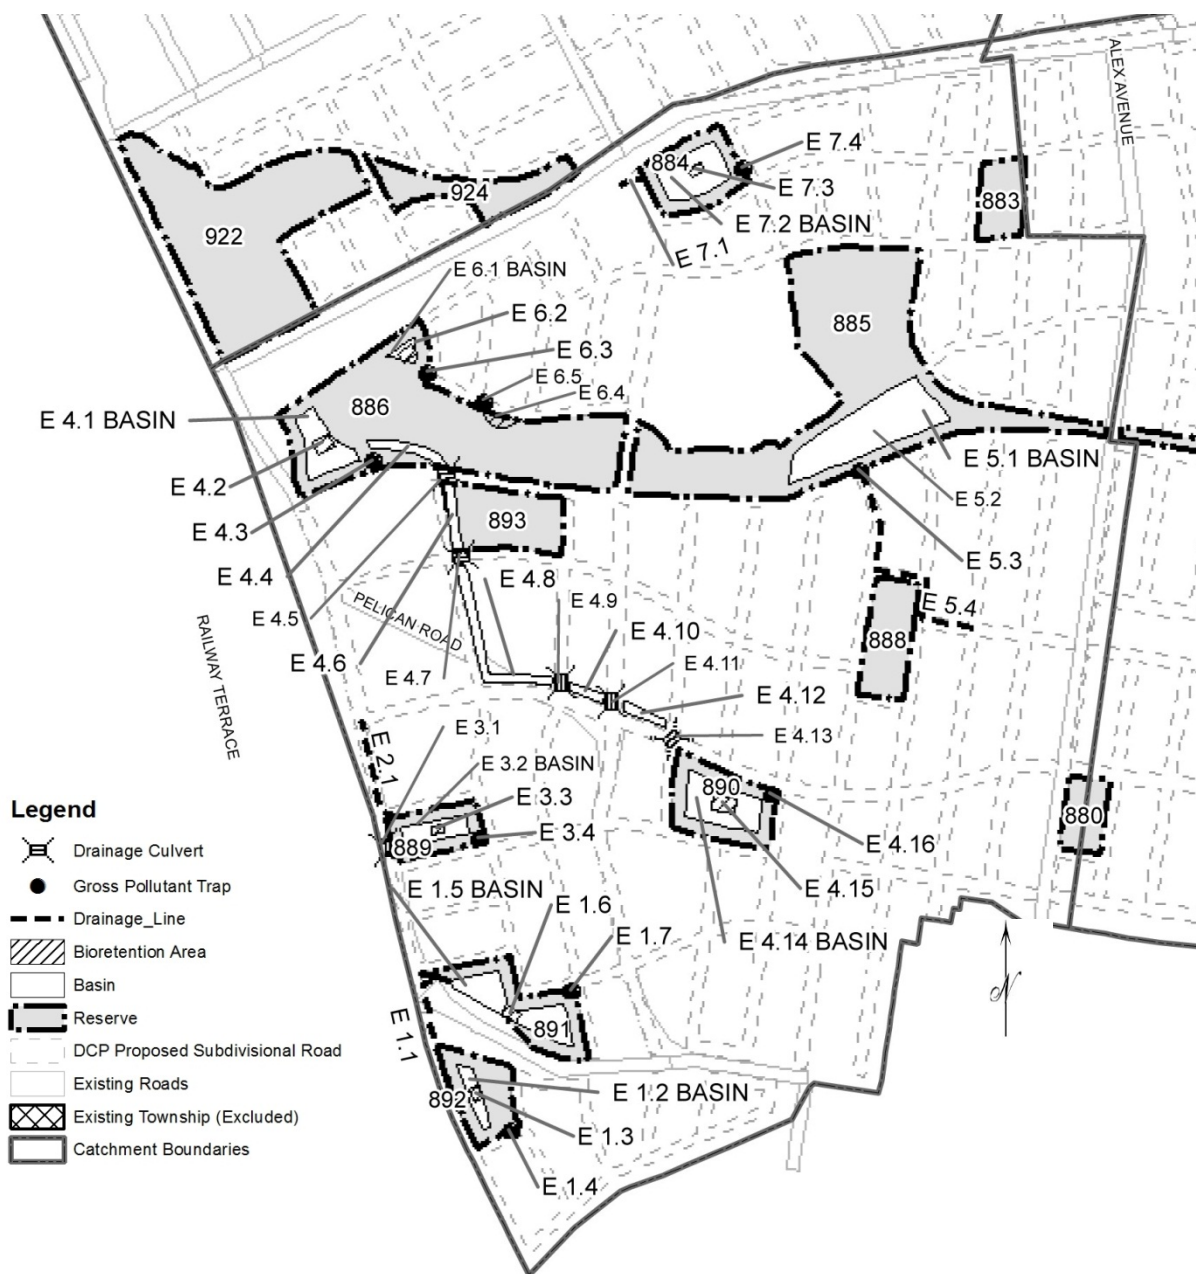 ALEX AVENUE
E 7.4
884
E 7.3
883
924
E 7.2 BASIN
922
E 7.1
E 6.1 BASIN
E 6.2
885
E 6.3
E 6.5
E 6.4
886
E 4.1 BASIN
E 5.1 BASIN
E 4.2
E 5.2
E 4.3
893
E 5.3
E 4.4
E 4.8
E 4.9
E 4.5
PELICAN ROAD
E 5.4
E 4.10
888
E 4.6
E 4.11
E 4.7
RAILWAY TERRACE
E 4.12
E 3.1
E 4.13
E 2.1
E 3.2 BASIN
890
E 3.3
880
E 3.4
889
E 4.16
E 1.5 BASIN
E 4.15
E 1.6
E 1.7
E 4.14 BASIN
N
E 1.1
891
892
E 1.2 BASIN
E 1.3
E 1.4
Legend
Drainage Culvert
Gross Pollutant Trap
Drainage_Line
Bioretention Area
Basin
Reserve
DCP Proposed Subdivisional Road
Existing Roads
Existing Township (Excluded)
Catchment Boundaries